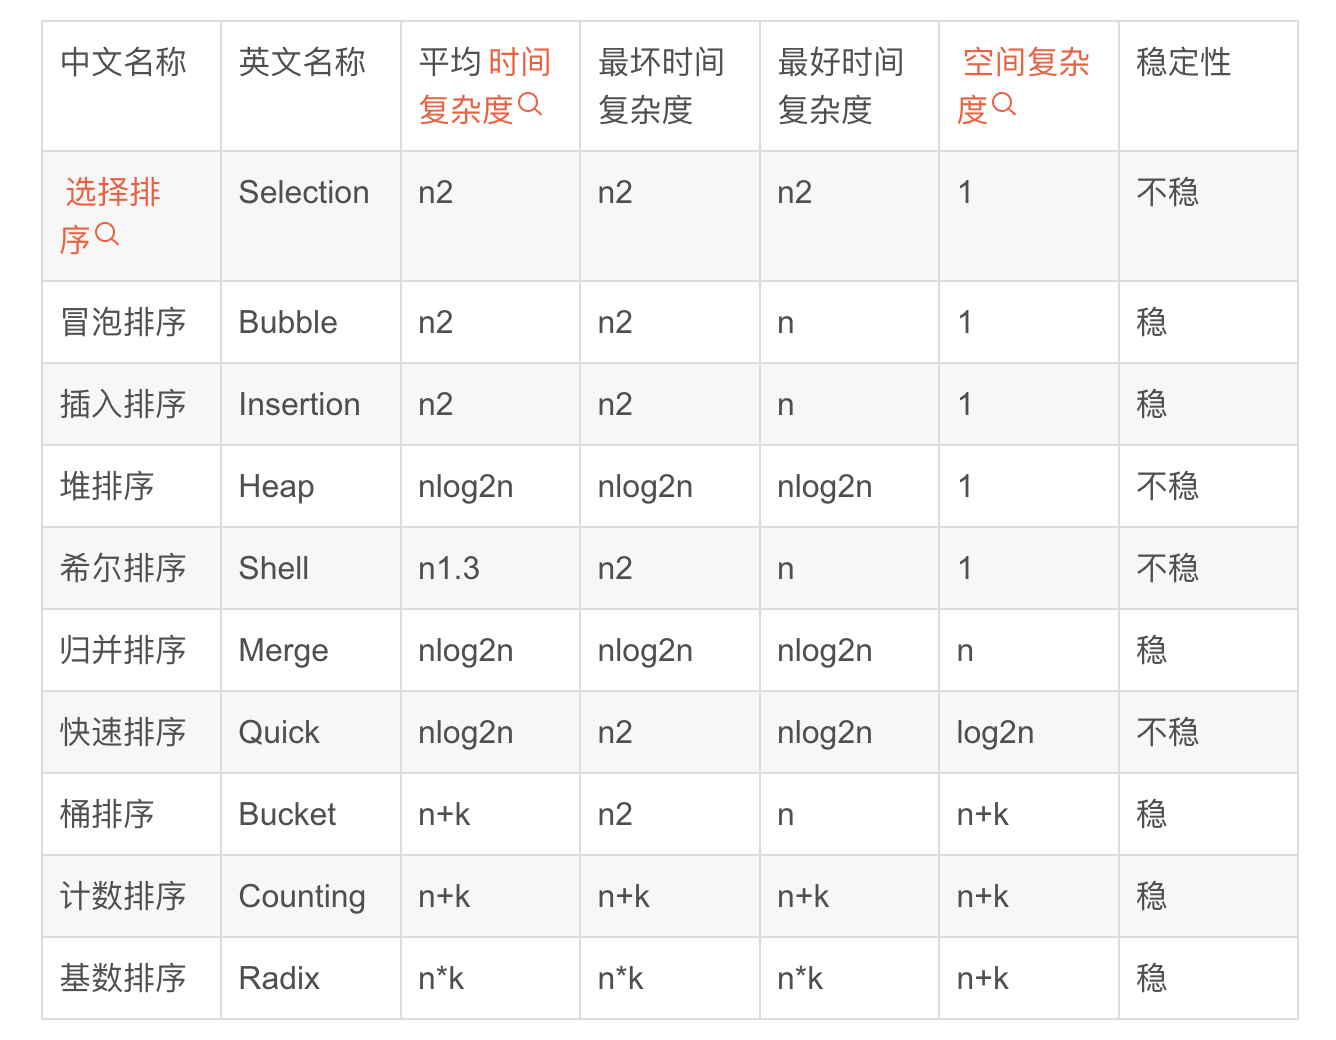 中文名称 英文名称 平均 时间 最坏时间 最好时间 空间复杂 稳定性
复杂度 复杂度 复杂度 度
选择排 Selection n2 n2 n2 1 不稳
序
冒泡排序 Bubble n2 n2 n 1 稳
插入排序 Insertion n2 n2 n 1 稳
堆排序 Heap nlog2n nlog2n nlog2n 1 不稳
希尔排序 Shell n1.3 n2 n 1 不稳
归并排序 Merge nlog2n nlog2n nlog2n n 稳
快速排序 Quick nlog2n n2 nlog2n log2n 不稳
桶排序 Bucket n+k n2 n n+k 稳
计数排序 Counting n+k n+k n+k n+k 稳
基数排序 Radix n*k n*k n*k n+k 稳